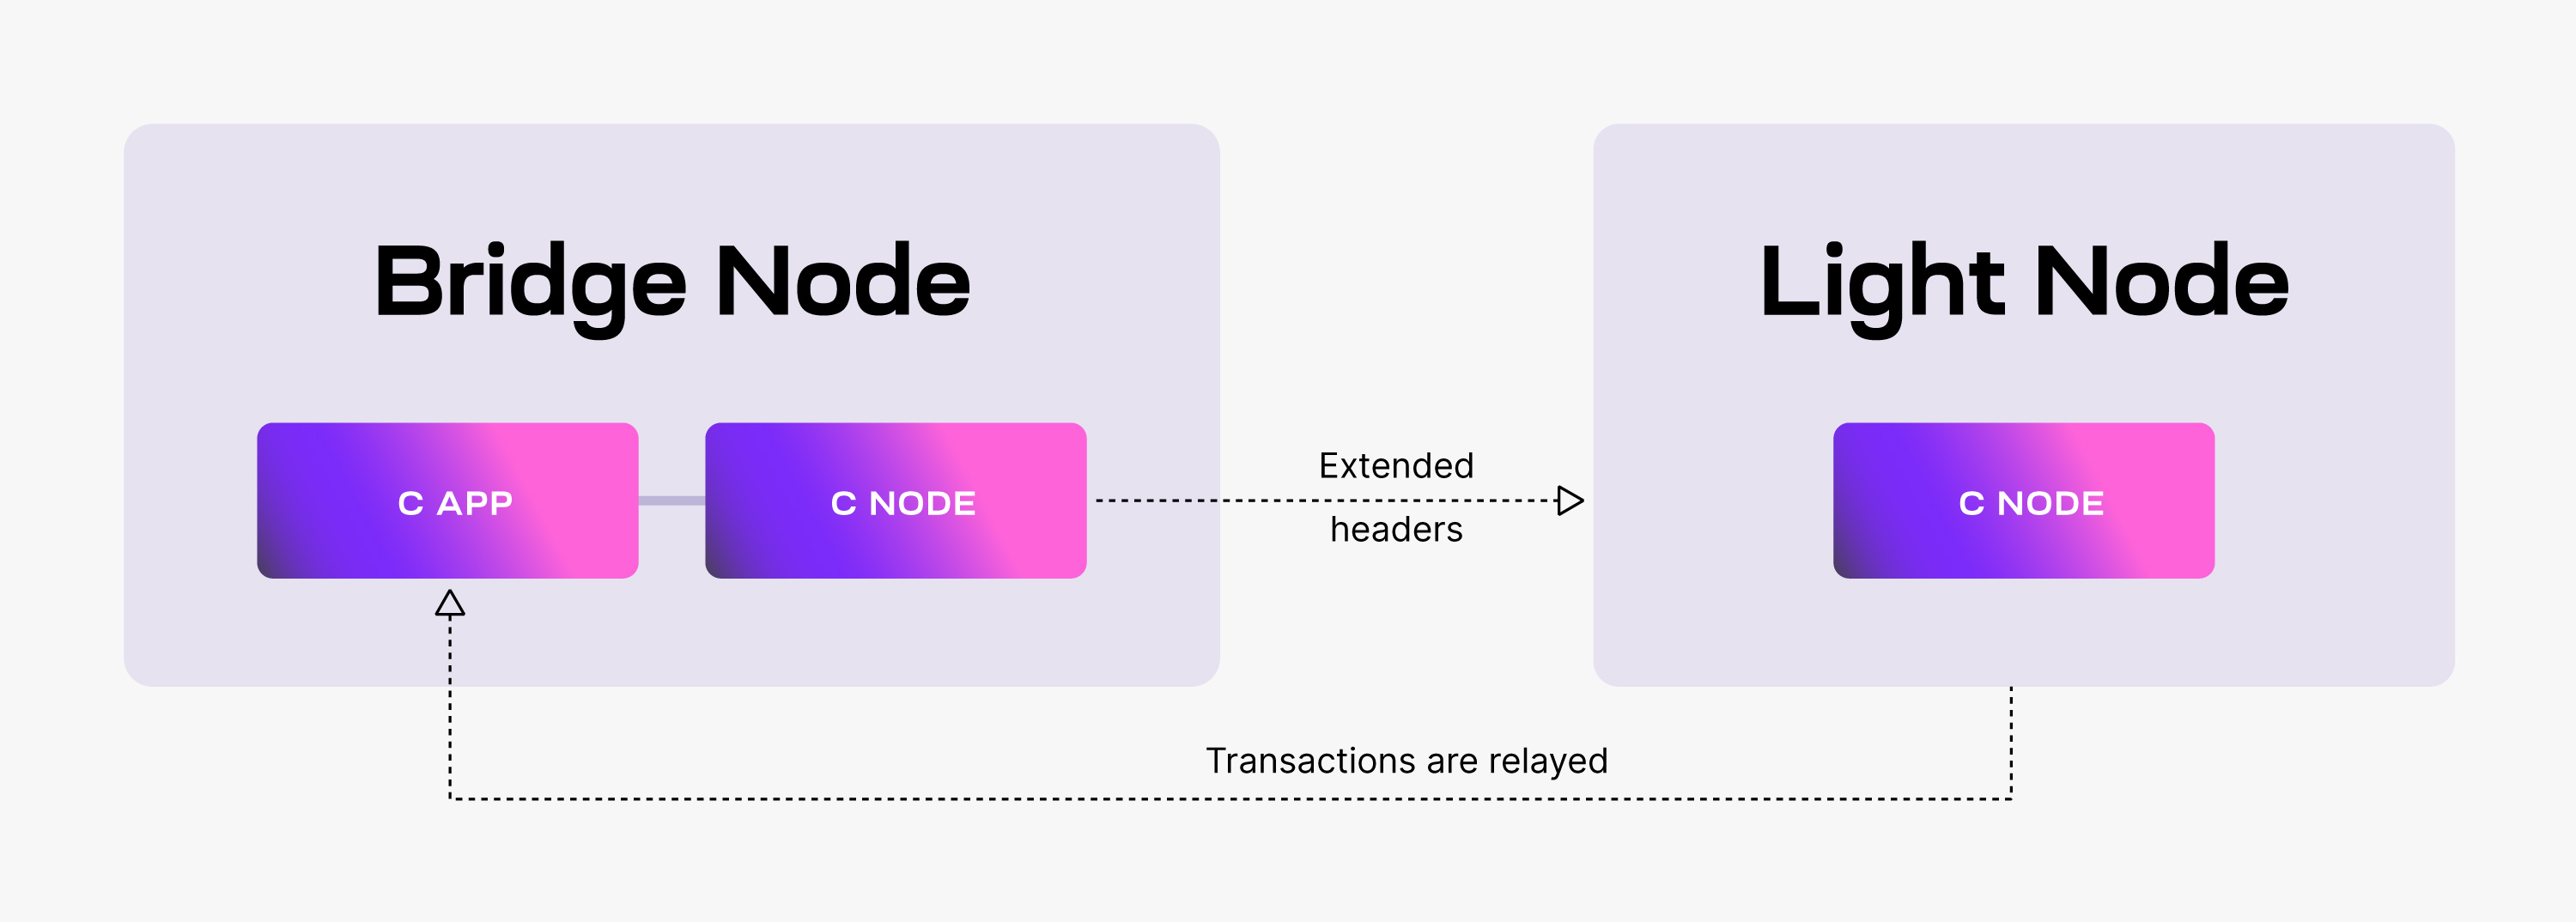 Bridge Node
Light Node
C APP
C NODE
Extended
headers
C NODE
Transactions are relayed